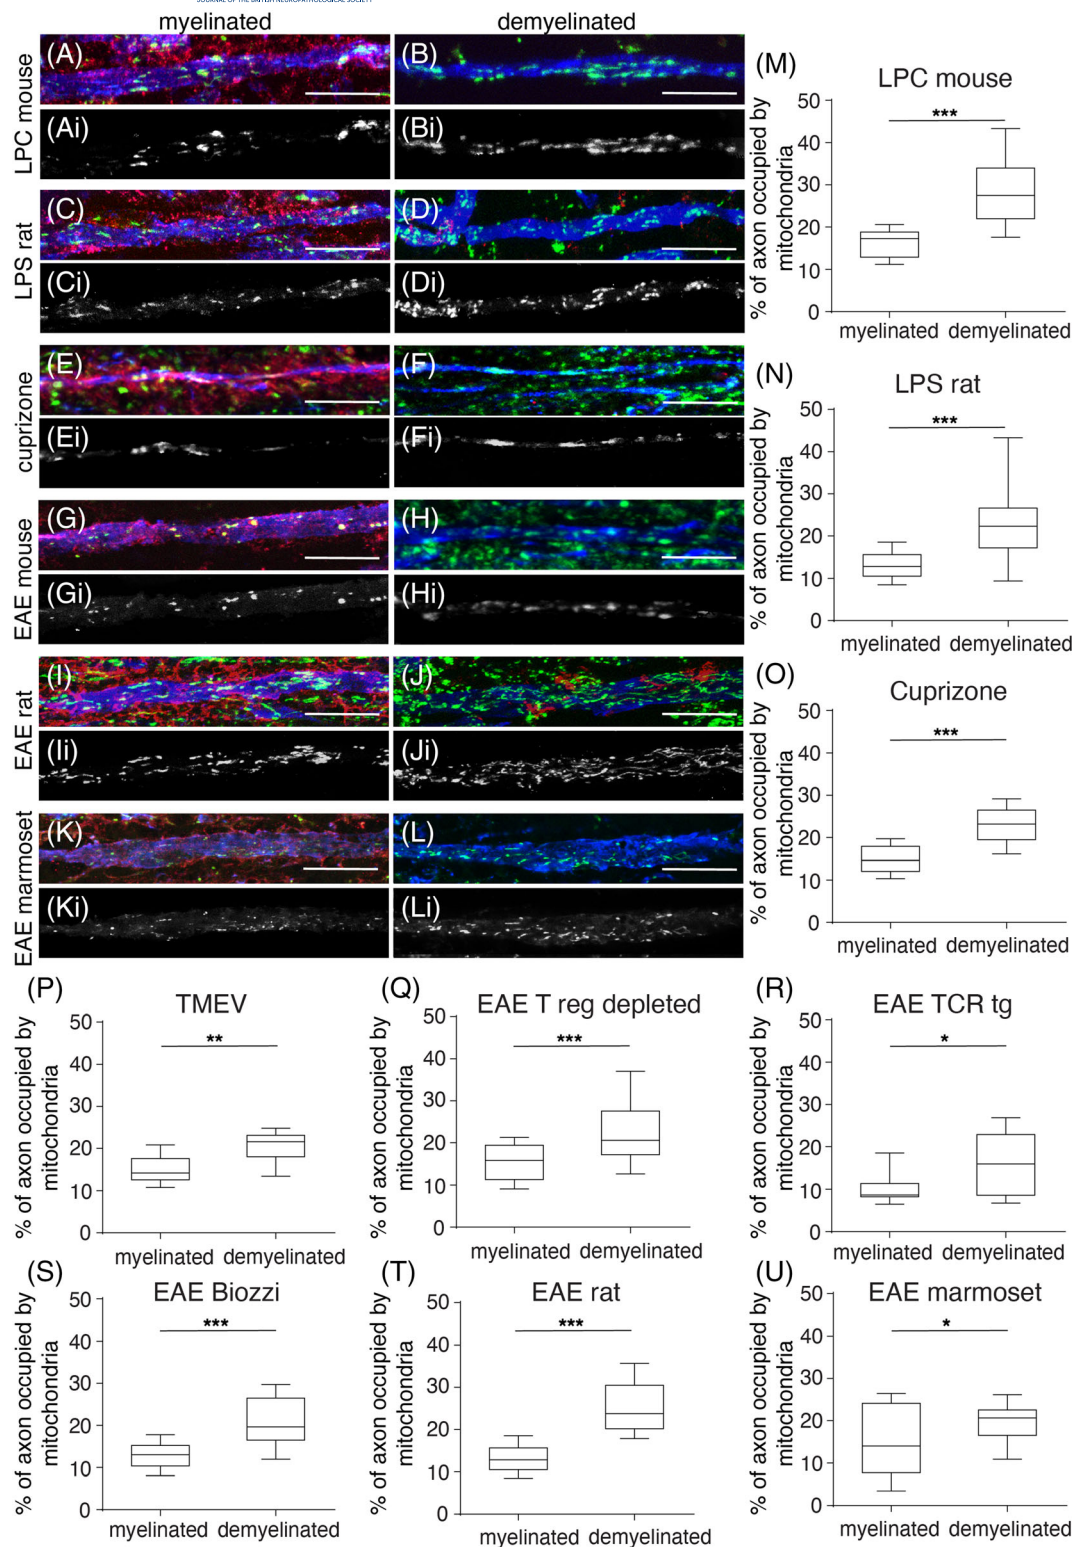 JOURNAL OF THE BRITISH NEUROPATHOLOGICAL SOCIETY
myelinated demyelinated
LPC mouse
(A) (B)
(Ai) (Bi)
LPS rat
(C) (D)
(Ci) (Di)
cuprizone
(E) (F)
(Ei) (Fi)
EAE mouse
(G) (H)
(Gi) (Hi)
EAE rat
(I) (J)
(Ii) (Ji)
EAE marmoset
(K) (L)
(Ki) (Li)
(M) LPC mouse
% of axon occupied by
mitochondria
50
40
30
20
10
0
***
myelinated demyelinated
(N) LPS rat
% of axon occupied by
mitochondria
50
40
30
20
10
0
***
myelinated demyelinated
(O) Cuprizone
% of axon occupied by
mitochondria
50
40
30
20
10
0
***
myelinated demyelinated
(P) TMEV
% of axon occupied by
mitochondria
50
40
30
20
10
0
**
myelinated demyelinated
(Q) EAE T reg depleted
% of axon occupied by
mitochondria
50
40
30
20
10
0
***
myelinated demyelinated
(R) EAE TCR tg
% of axon occupied by
mitochondria
50
40
30
20
10
0
*
myelinated demyelinated
(S) EAE Biozzi
% of axon occupied by
mitochondria
50
40
30
20
10
0
***
myelinated demyelinated
(T) EAE rat
% of axon occupied by
mitochondria
50
40
30
20
10
0
***
myelinated demyelinated
(U) EAE marmoset
% of axon occupied by
mitochondria
50
40
30
20
10
0
*
myelinated demyelinated